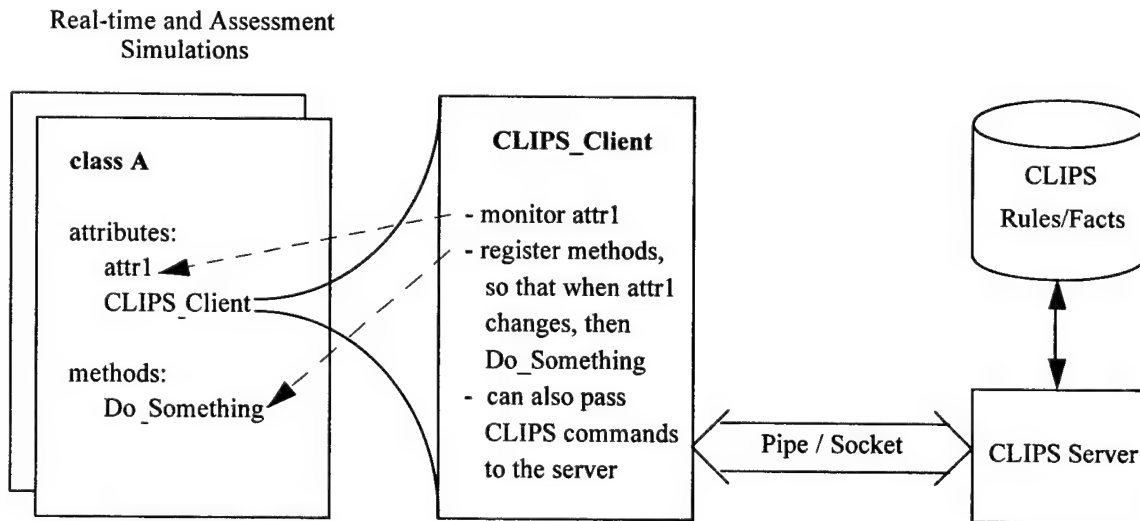 Real-time and Assessment
Simulations
class A
attributes:
attr1
CLIPS_Client
methods:
Do_Something
CLIPS_Client
- monitor attr1
- register methods,
so that when attr1
changes, then
Do_Something
- can also pass
CLIPS commands
to the server
Pipe / Socket
CLIPS
Rules/Facts
CLIPS Server